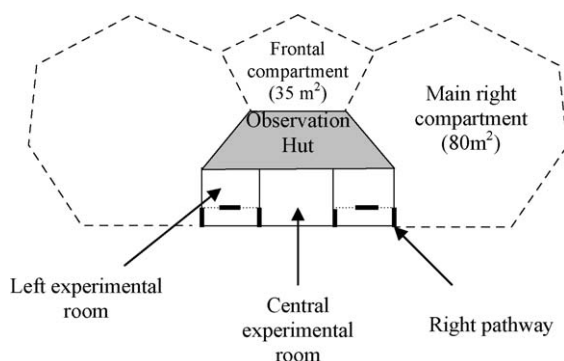 Frontal
compartment
(35 m²)
Main right
compartment
(80m²)
Observation
Hut
Left experimental
room
Central
experimental
room
Right pathway